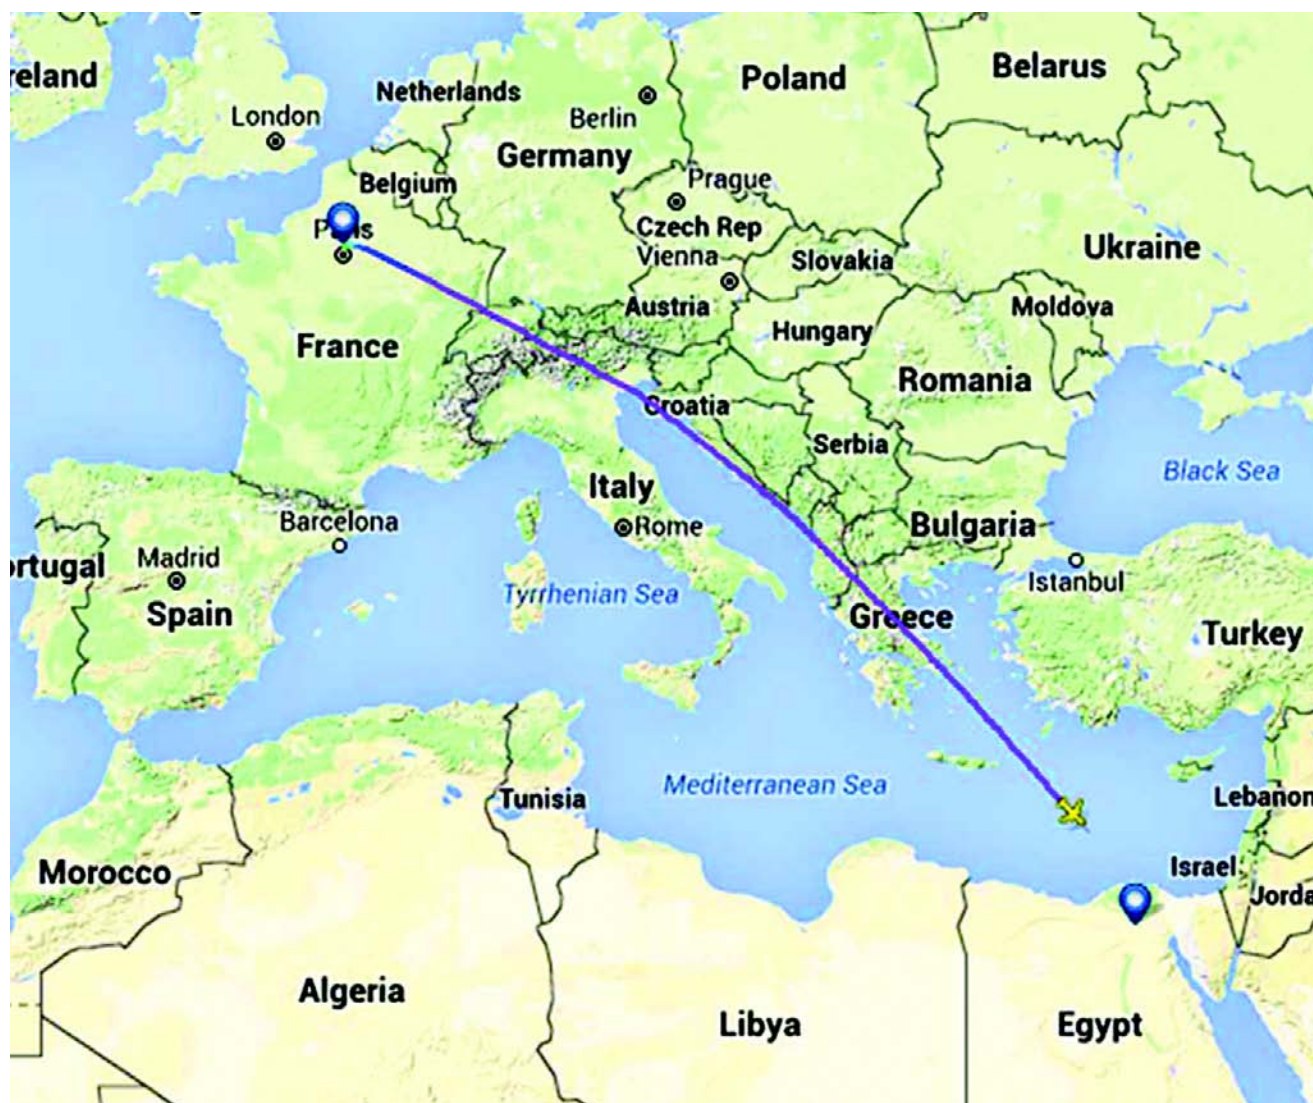 reland
Netherlands
Poland
Belarus
London
Berlin
Germany
Belgium
Prague
Paris
Czech Rep
Vienna
Slovakia
Ukraine
Austria
Moldova
Hungary
France
Romania
Croatia
Serbia
Black Sea
Italy
Barcelona
Rome
Bulgaria
Madrid
ortugal
Istanbul
Tyrrhenian Sea
Spain
Greece
Turkey
Mediterranean Sea
Tunisia
Lebanon
Morocco
Israel
Jorda
Algeria
Libya
Egypt